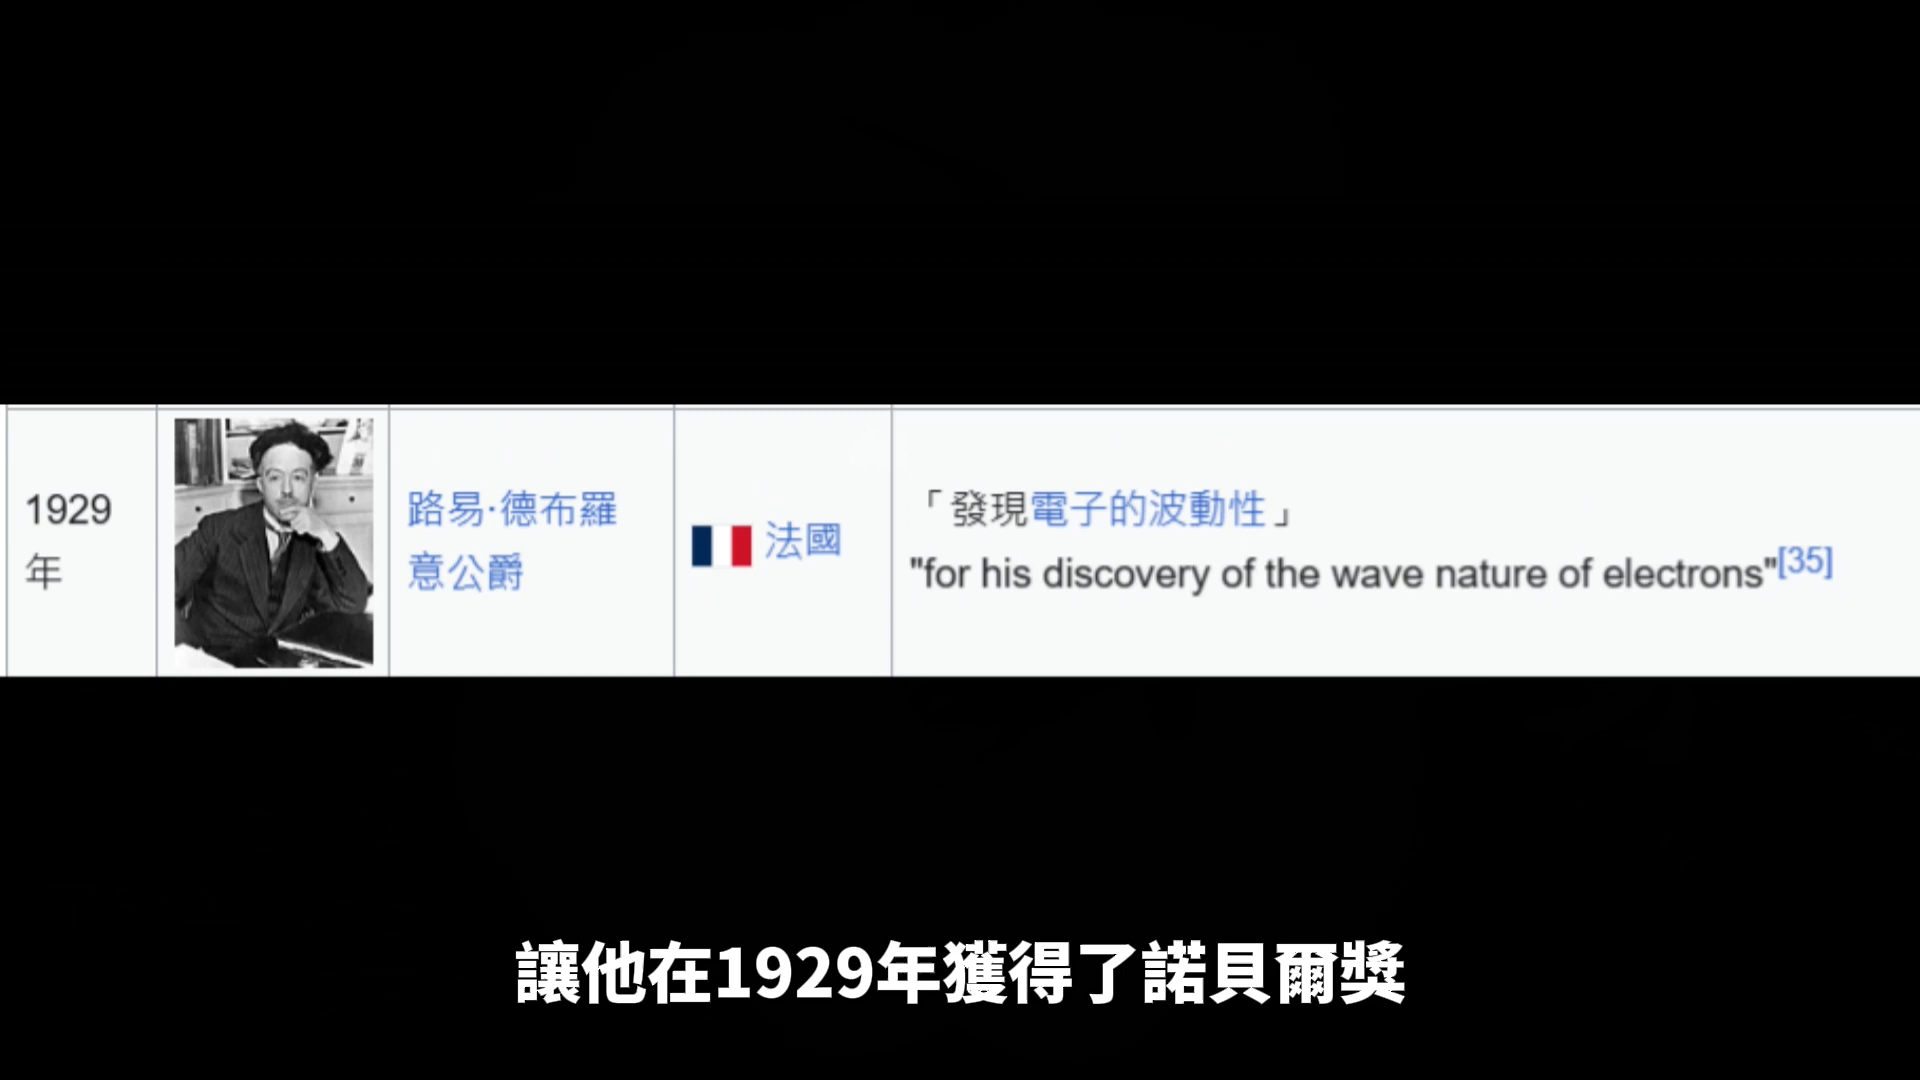 1929
年
路易·德布羅
意公爵
法國
「發現電子的波動性」
"for his discovery of the wave nature of electrons"[35]
讓他在1929年獲得了諾貝爾獎